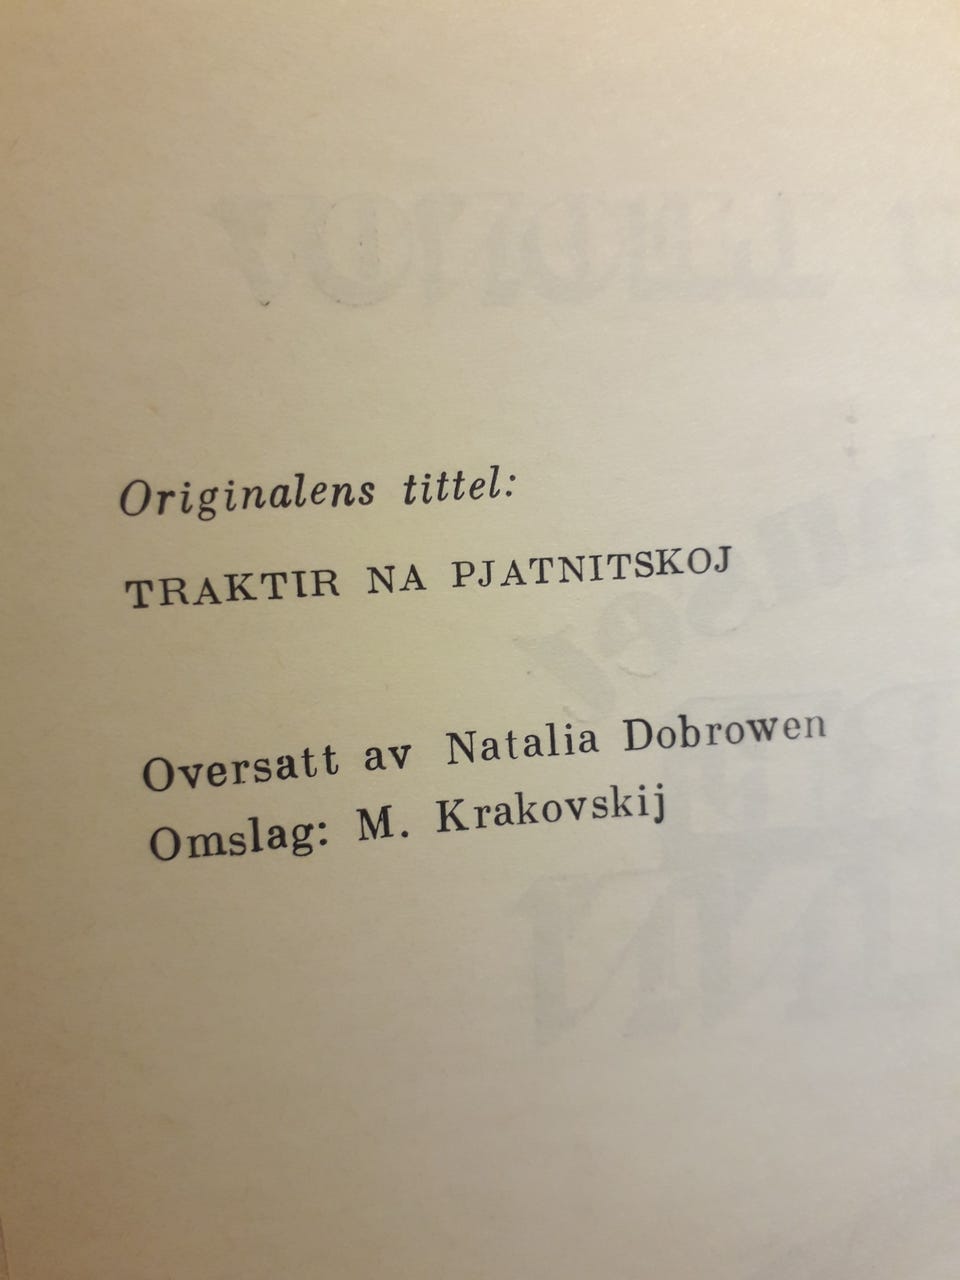 Originalens tittel:
TRAKTIR NA PJATNITSKOJ
Oversatt av Natalia Dobrowen
Omslag: M. Krakovskij